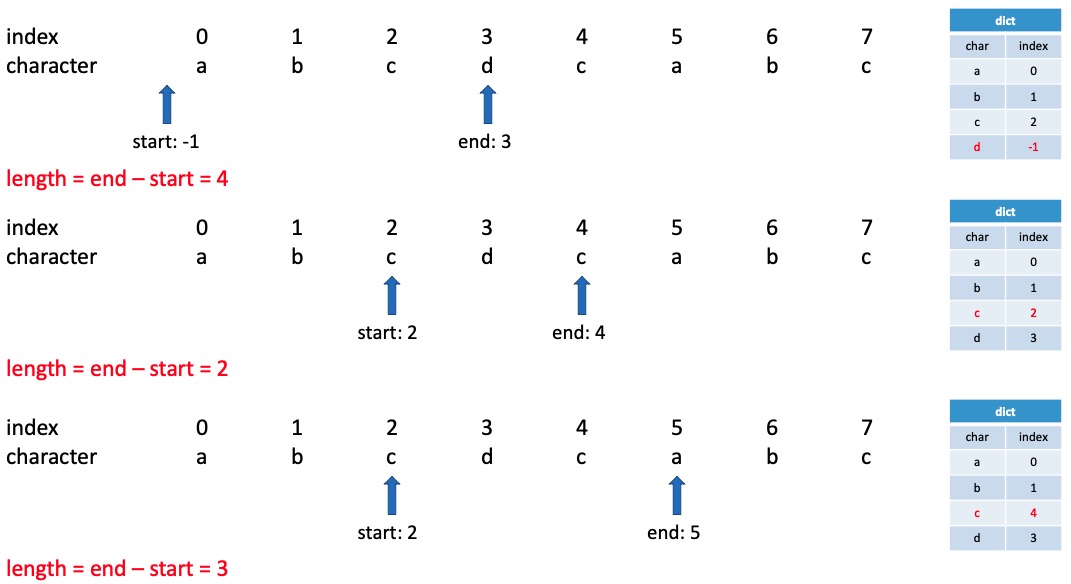 index 0 1 2 3 4 5 6 7
character a b c d c a b c
start: -1 end: 3
length = end – start = 4
dict
char index
a 0
b 1
c 2
d -1
index 0 1 2 3 4 5 6 7
character a b c d c a b c
start: 2 end: 4
length = end – start = 2
dict
char index
a 0
b 1
c 2
d 3
index 0 1 2 3 4 5 6 7
character a b c d c a b c
start: 2 end: 5
length = end – start = 3
dict
char index
a 0
b 1
c 4
d 3